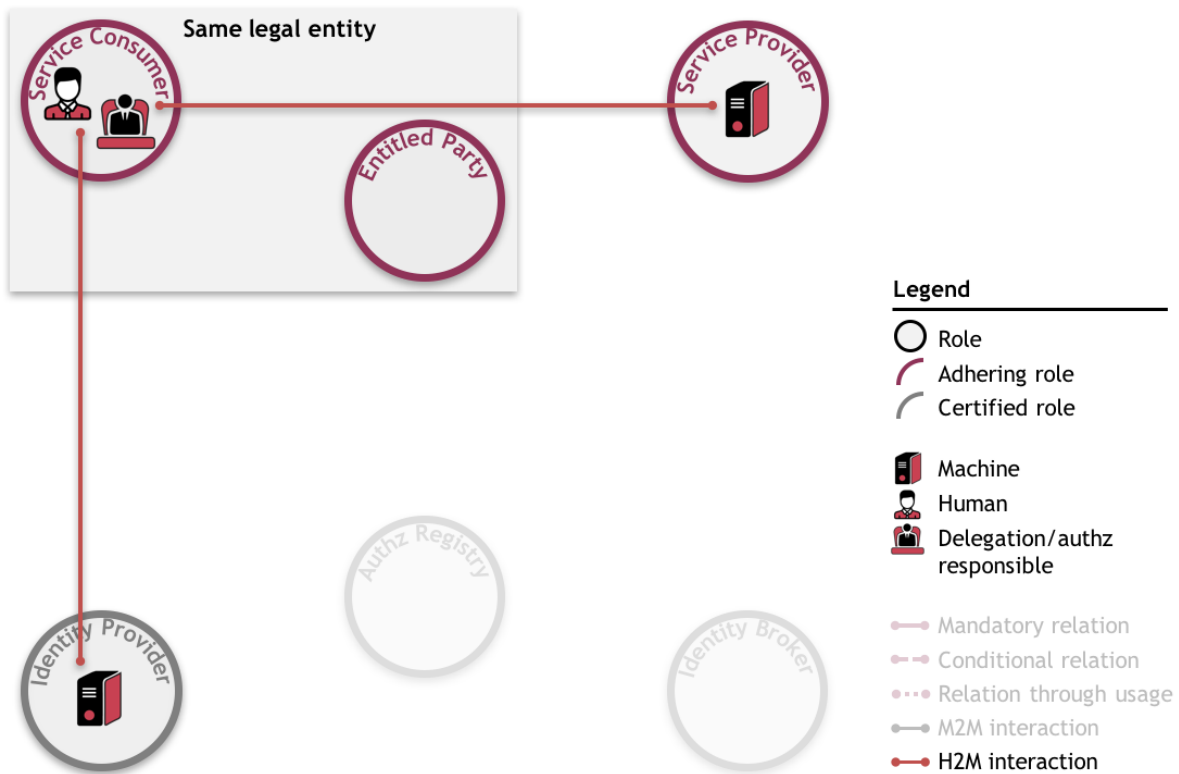 Same legal entity
Service Consumer
Service Provider
Entitled Party
Legend
Role
Adhering role
Certified role
Machine
Human
Delegation/authz
responsible
Authz Registry
Identity Provider
Identity Broker
Mandatory relation
Conditional relation
Relation through usage
M2M interaction
H2M interaction